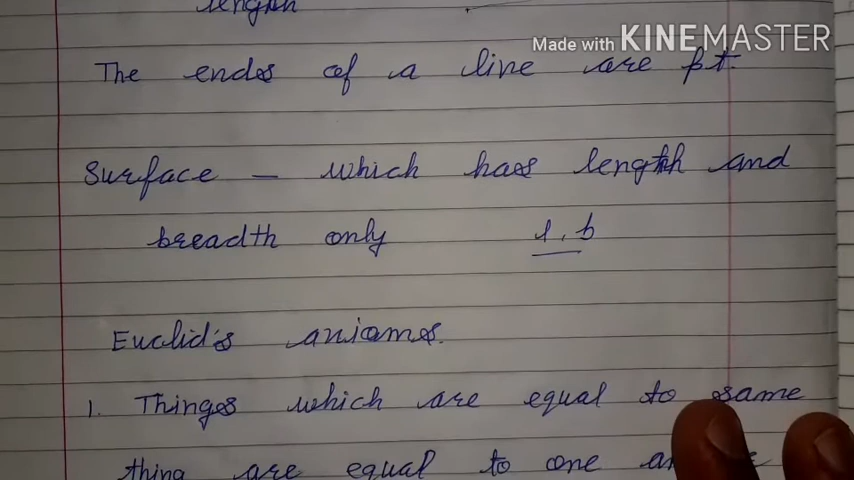 length
Made with KINEMASTER
The ends of a line are pt.
Surface - which has length and
breadth only l, b
Euclid's axioms.
1. Things which are equal to same
thing are equal to one